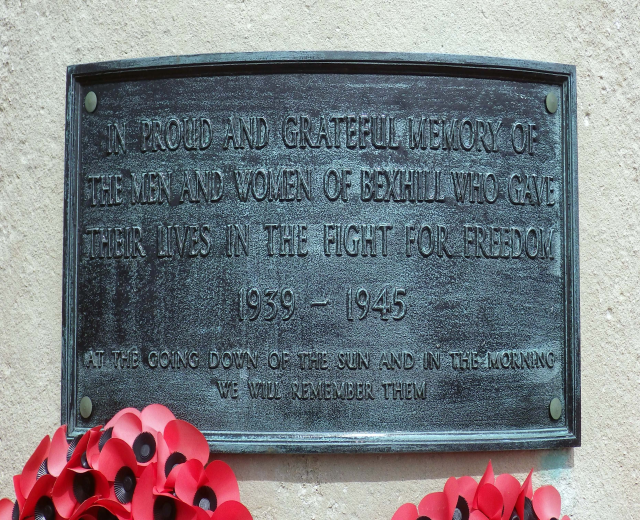 IN PROUD AND GRATEFUL MEMORY OF
THE MEN AND WOMEN OF BEXHILL WHO GAVE
THEIR LIVES IN THE FIGHT FOR FREEDOM
1939 – 1945
AT THE GOING DOWN OF THE SUN AND IN THE MORNING
WE WILL REMEMBER THEM